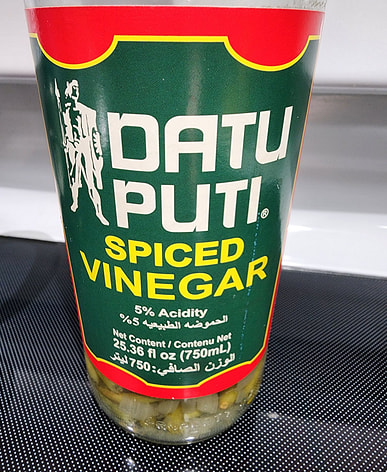 DATU
PUTI®
SPICED
VINEGAR
5% Acidity
الحموضه الطبيعيه 5%
Net Content / Contenu Net
25.36 fl oz (750mL)
الوزن الصافي: 750 ليتر